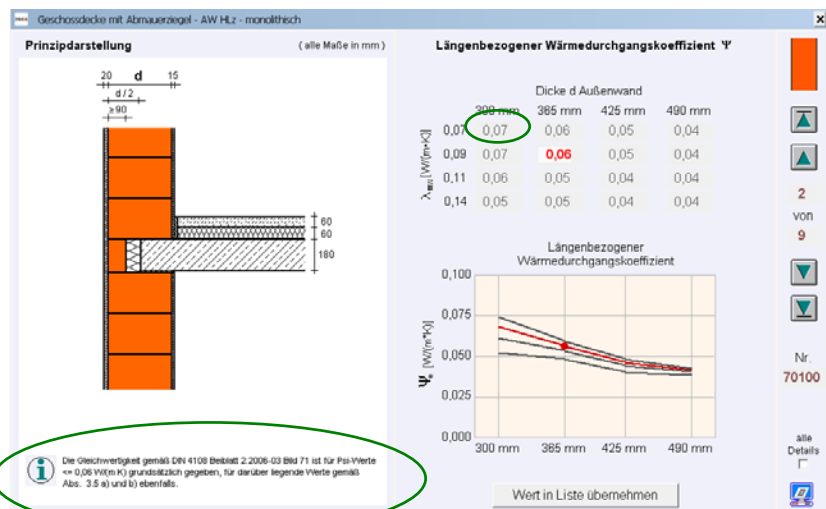 Geschossdecke mit Abmauerziegel - AW HLz - monolithisch
Prinzipdarstellung
( alle Maße in mm )
20 d 15
d / 2
≥90
60
60
180
Die Gleichwertigkeit gemäß DIN 4108 Beiblatt 2:2006-03 Bild 71 ist für Psi-Werte
<= 0,06 W/(m K) grundsätzlich gegeben, für darüber liegende Werte gemäß
Abs. 3.5 a) und b) ebenfalls.
Längenbezogener Wärmedurchgangskoeffizient Ψ
Dicke d Außenwand
300 mm 365 mm 425 mm 490 mm
[W/(m•K)]
0,07 0,07 0,06 0,05 0,04
0,09 0,07 0,06 0,05 0,04
0,11 0,06 0,05 0,04 0,04
0,14 0,05 0,05 0,04 0,04
Längenbezogener
Wärmedurchgangskoeffizient
Ψe [W/(m*K)]
0,100
0,075
0,050
0,025
0,000
300 mm 365 mm 425 mm 490 mm
Wert in Liste übernehmen
2
von
9
Nr.
70100
alle
Details